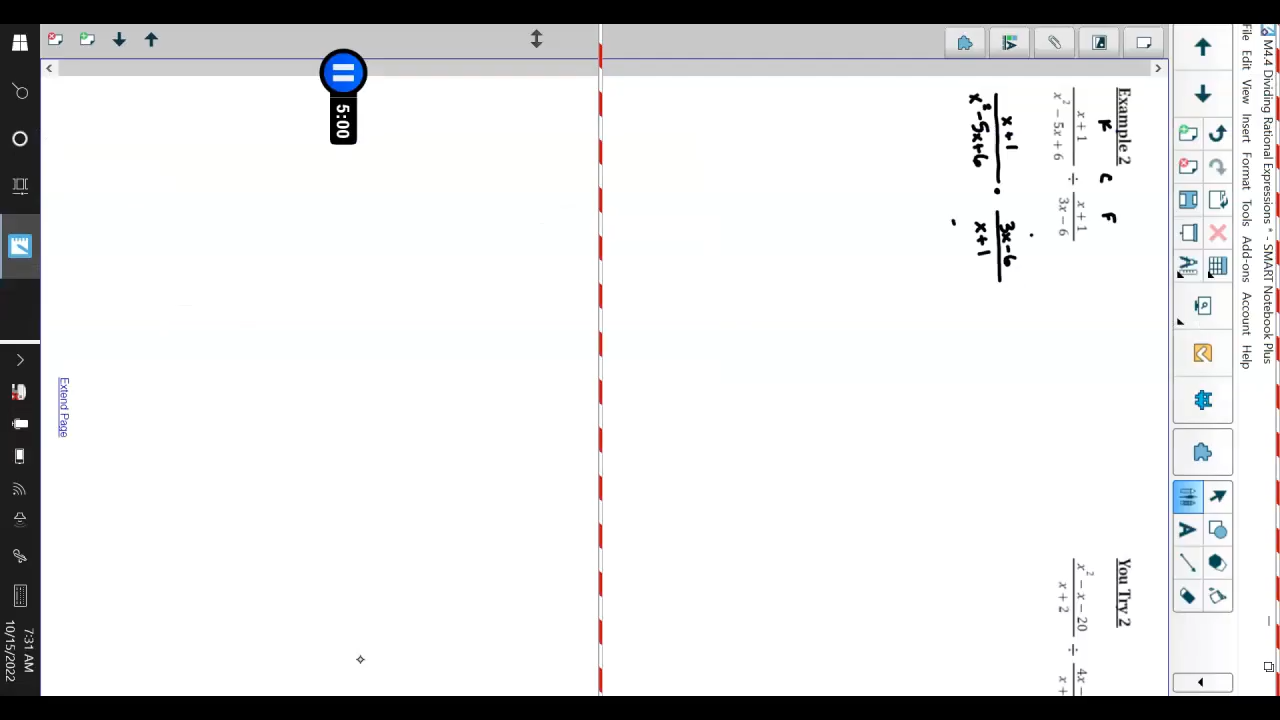 M4.4 Dividing Rational Expressions * - SMART Notebook Plus
File Edit View Insert Format Tools Add-ons Account Help
Example 2
K C F
x + 1
x² − 5x + 6
÷
x + 1
3x − 6
x+1
x²-5x+6
·
3x-6
x+1
You Try 2
x² − x − 20
x + 2
÷
4x −
x +
5:00
Extend Page
7:31 AM
10/15/2022